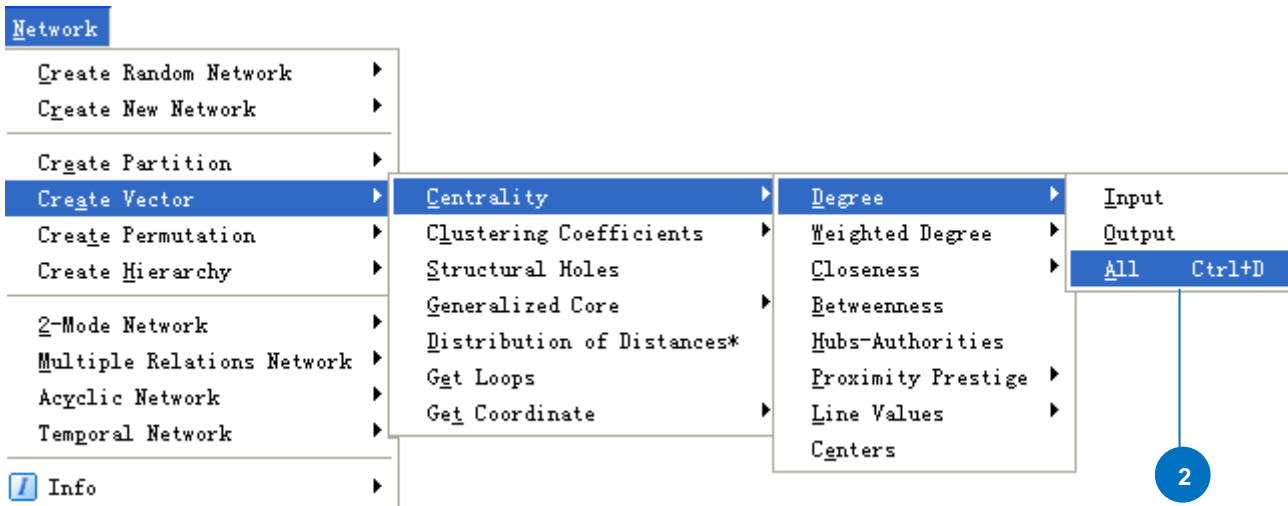 Network
Create Random Network
Create New Network
Create Partition
Create Vector
Create Permutation
Create Hierarchy
2-Mode Network
Multiple Relations Network
Acyclic Network
Temporal Network
Info
Centrality
Clustering Coefficients
Structural Holes
Generalized Core
Distribution of Distances*
Get Loops
Get Coordinate
Degree
Weighted Degree
Closeness
Betweenness
Hubs-Authorities
Proximity Prestige
Line Values
Centers
Input
Output
All Ctrl+D
2